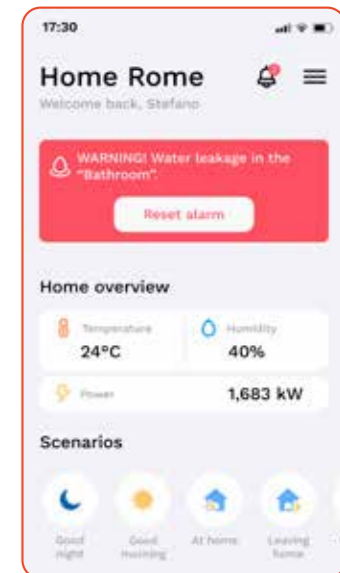 17:30
Home Rome
Welcome back, Stefano
WARNING! Water leakage in the
"Bathroom".
Reset alarm
Home overview
Temperature
24°C
Humidity
40%
Power
1,683 kW
Scenarios
Good
night
Good
morning
At home
Leaving
home